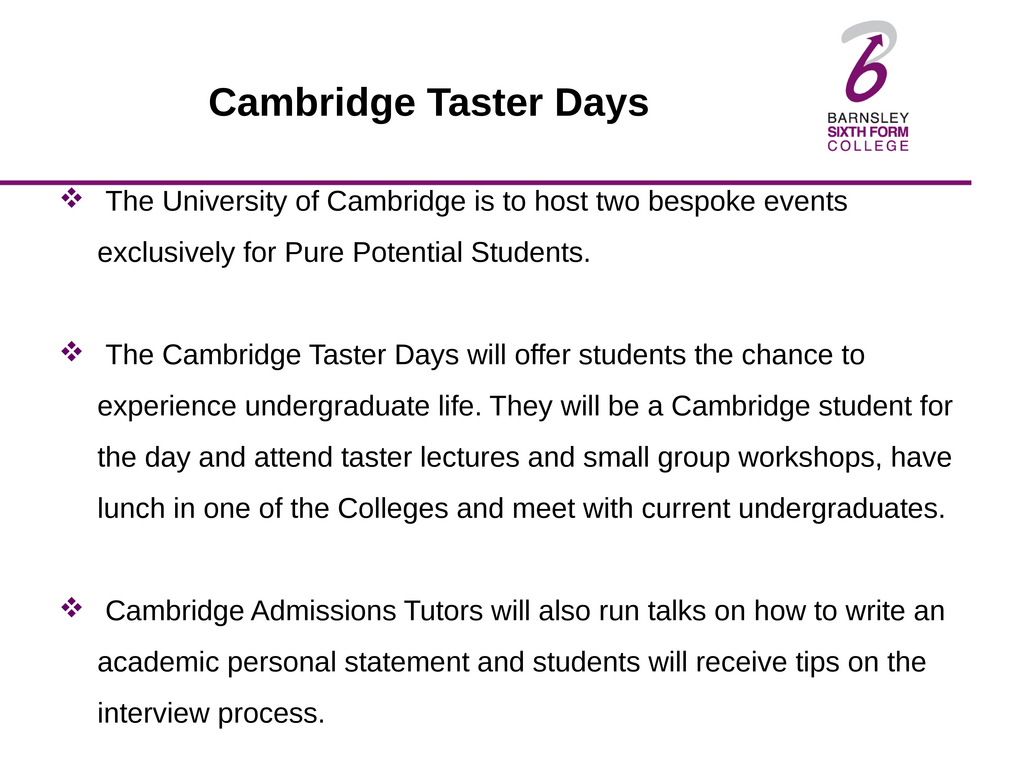 Cambridge Taster Days
BARNSLEY
SIXTH FORM
COLLEGE
The University of Cambridge is to host two bespoke events
exclusively for Pure Potential Students.
The Cambridge Taster Days will offer students the chance to
experience undergraduate life. They will be a Cambridge student for
the day and attend taster lectures and small group workshops, have
lunch in one of the Colleges and meet with current undergraduates.
Cambridge Admissions Tutors will also run talks on how to write an
academic personal statement and students will receive tips on the
interview process.